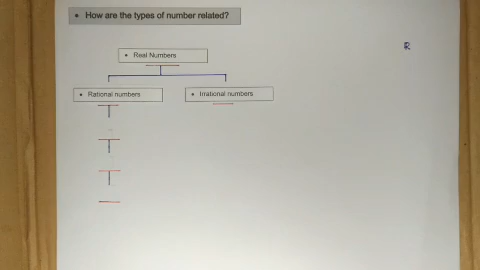 • How are the types of number related?
ℝ
• Real Numbers
• Rational numbers
• Irrational numbers